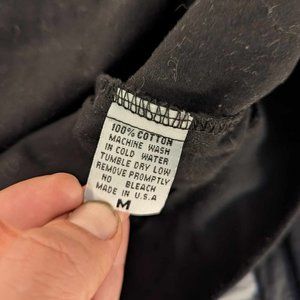 100% COTTON
MACHINE WASH
IN COLD WATER
TUMBLE DRY LOW
REMOVE PROMPTLY
NO BLEACH
MADE IN U.S.A
M